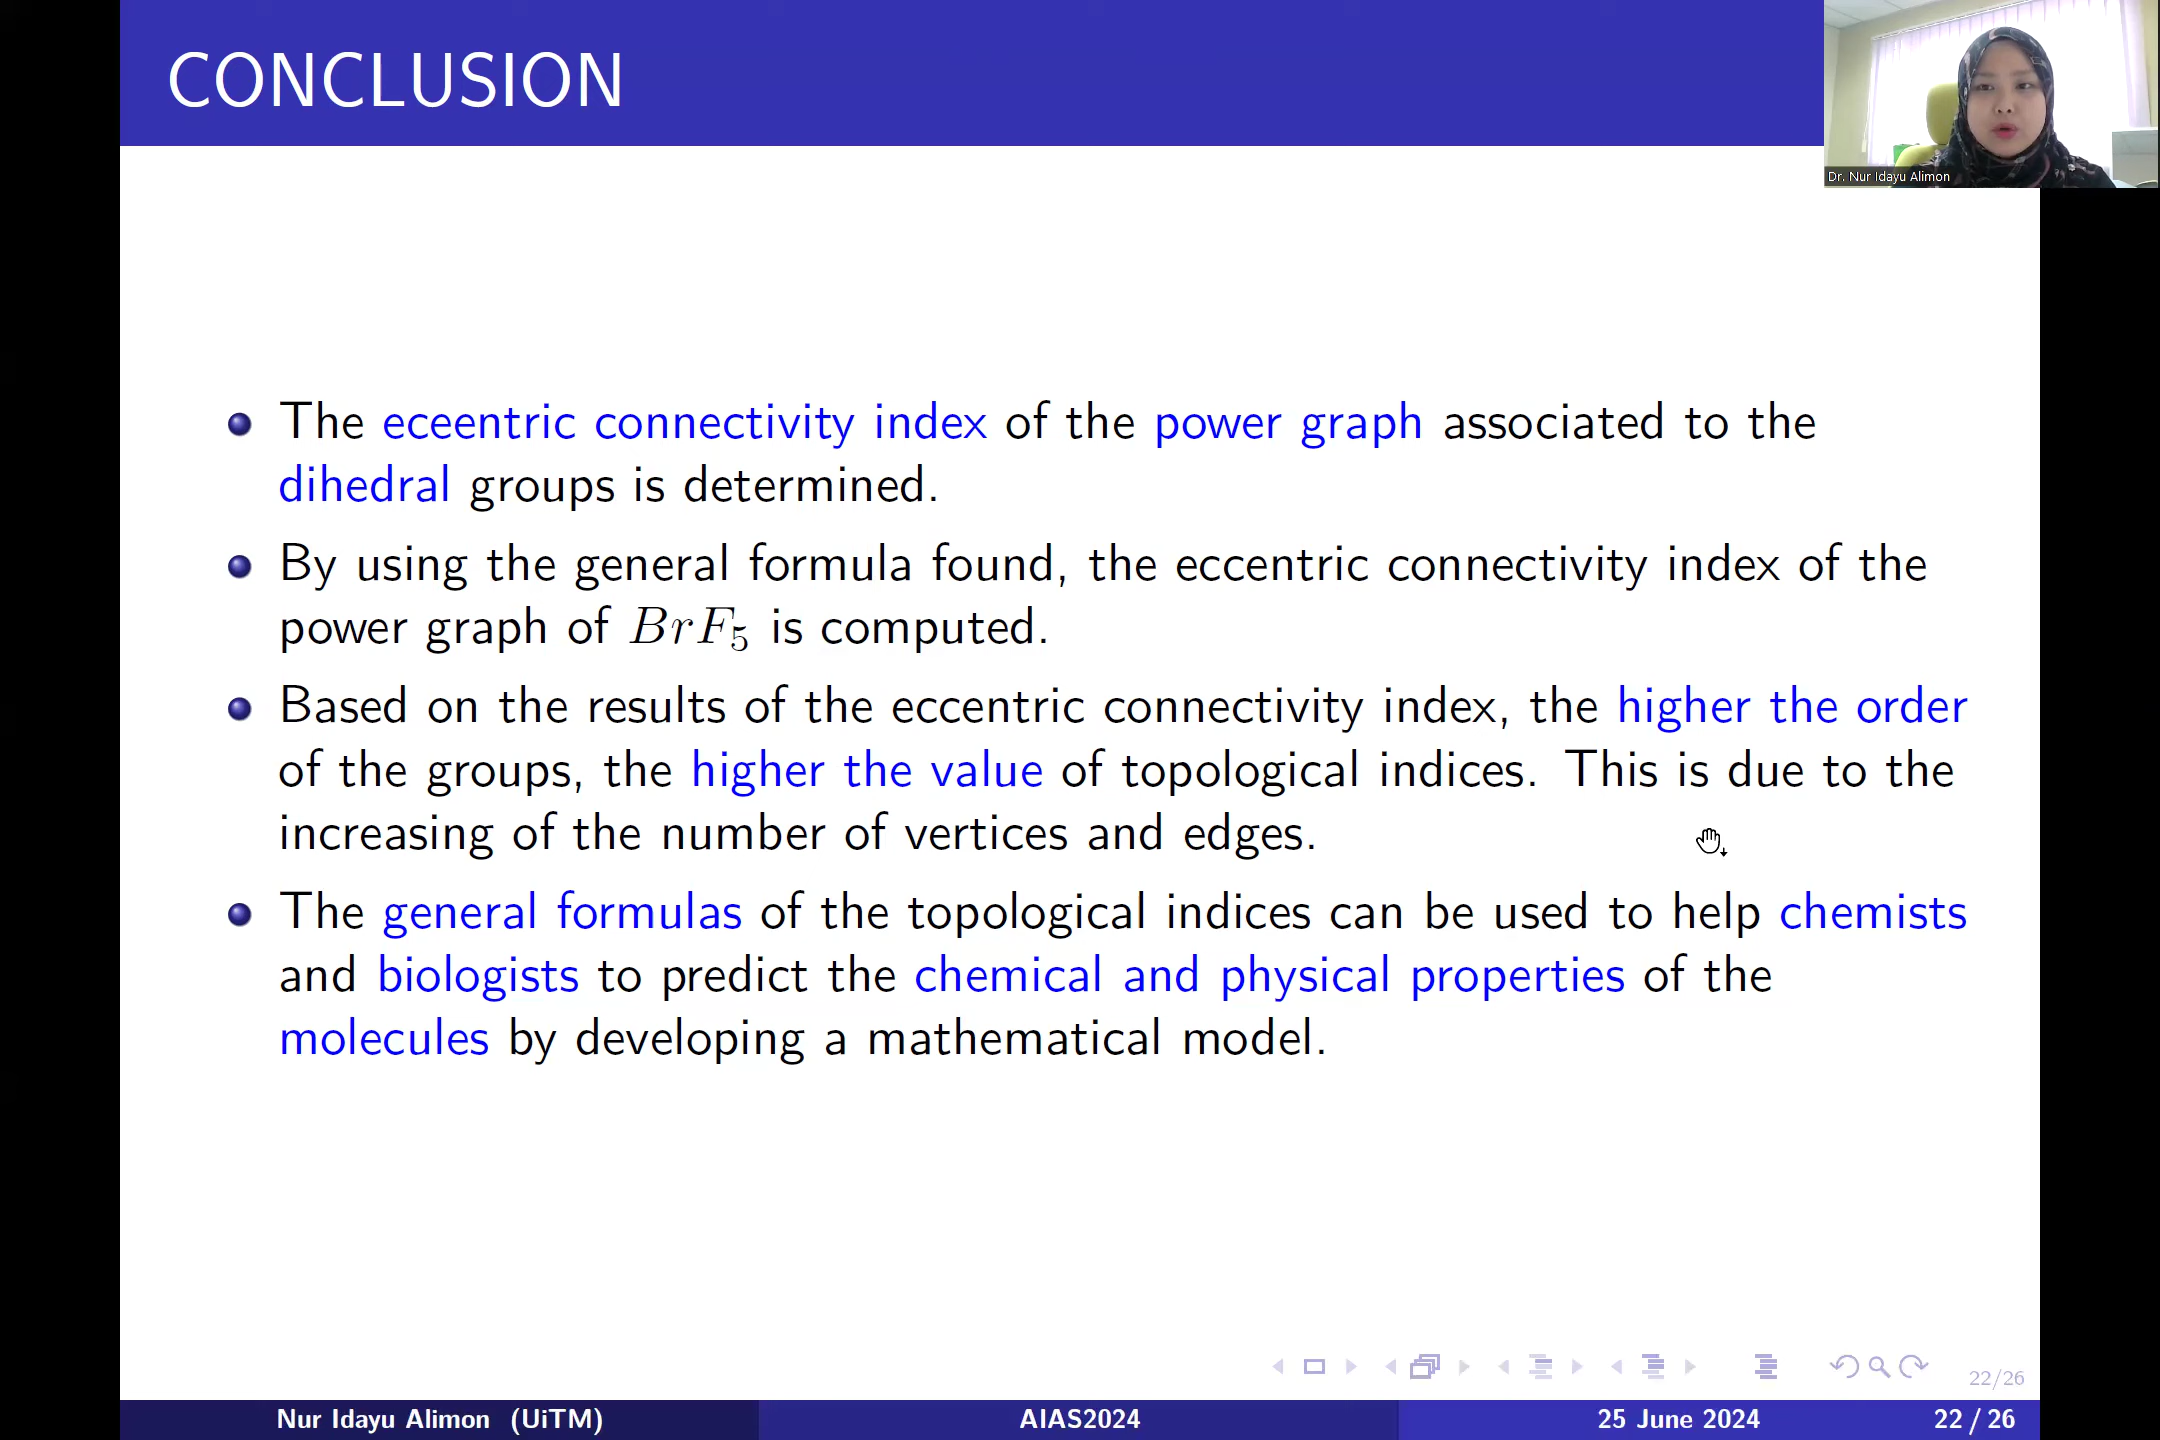 CONCLUSION
Dr. Nur Idayu Alimon
The eceentric connectivity index of the power graph associated to the
dihedral groups is determined.
By using the general formula found, the eccentric connectivity index of the
power graph of BrF₅ is computed.
Based on the results of the eccentric connectivity index, the higher the order
of the groups, the higher the value of topological indices. This is due to the
increasing of the number of vertices and edges.
The general formulas of the topological indices can be used to help chemists
and biologists to predict the chemical and physical properties of the
molecules by developing a mathematical model.
22/26
Nur Idayu Alimon (UiTM) AIAS2024 25 June 2024 22 / 26